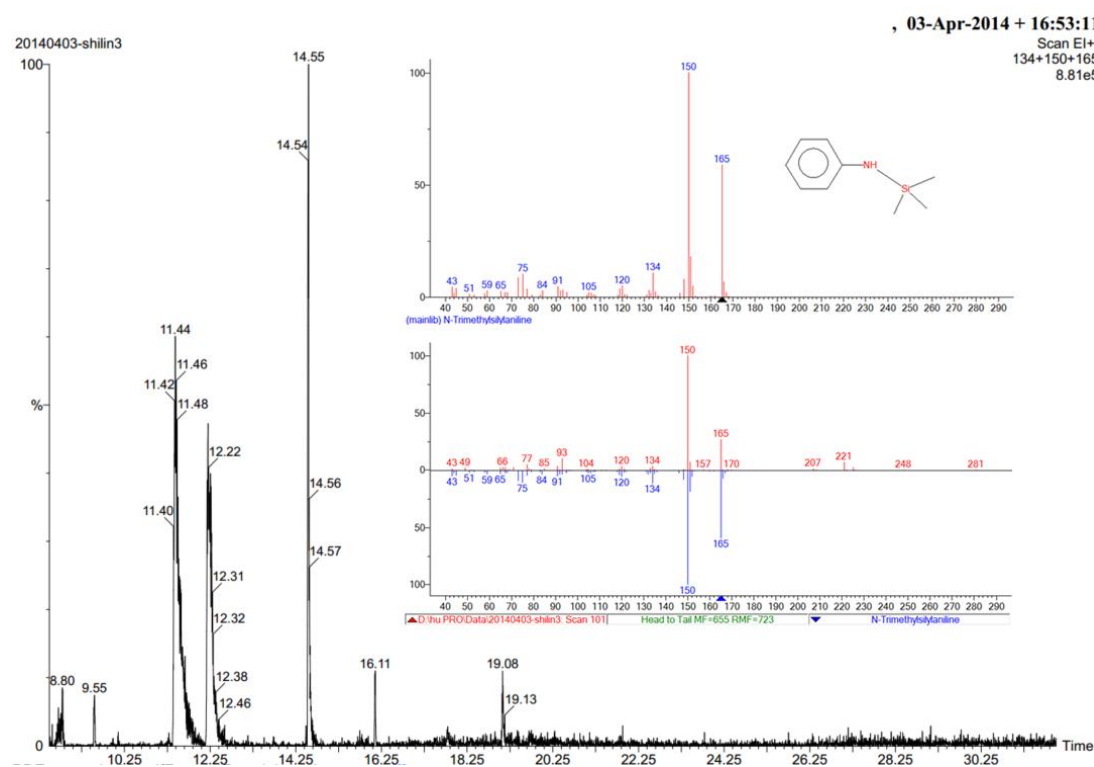 , 03-Apr-2014 + 16:53:11
20140403-shilin3
Scan EI+
134+150+165
8.81e5
100
%
0
14.55
14.54
11.44
11.46
11.42
11.48
12.22
14.56
11.40
14.57
12.31
12.32
12.38
12.46
8.80
9.55
16.11
19.08
19.13
10.25 12.25 14.25 16.25 18.25 20.25 22.25 24.25 26.25 28.25 30.25
Time
100
50
0
150
165
43 51 59 65 75 84 91 105 120 134
NH
Si
40 50 60 70 80 90 100 110 120 130 140 150 160 170 180 190 200 210 220 230 240 250 260 270 280 290
(mainlib) N-Trimethylsilylaniline
100
50
0
50
100
150
165
43 49 66 77 85 93 104 120 134 157 170 207 221 248 281
43 51 59 65 75 84 91 105 120 134
165
150
40 50 60 70 80 90 100 110 120 130 140 150 160 170 180 190 200 210 220 230 240 250 260 270 280 290
D:\hu.PRO\Data\20140403-shilin3: Scan 101
Head to Tail MF=655 RMF=723
N-Trimethylsilylaniline